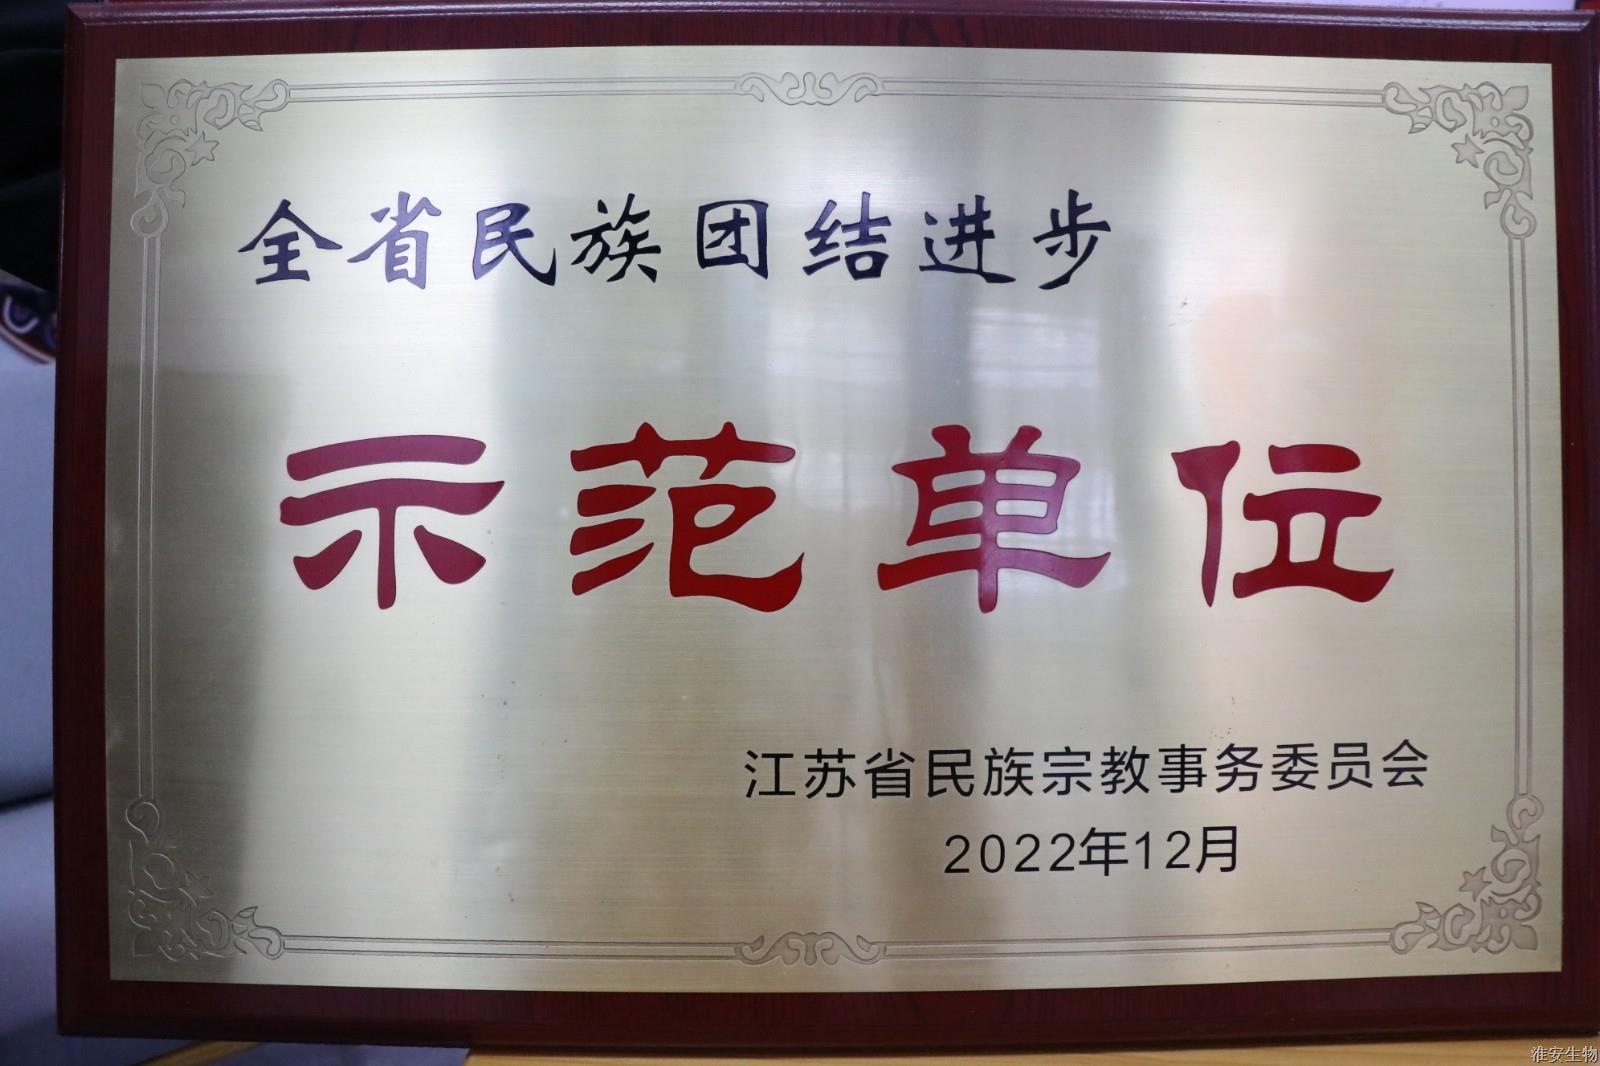 全省民族团结进步
示范单位
江苏省民族宗教事务委员会
2022年12月
淮安生物